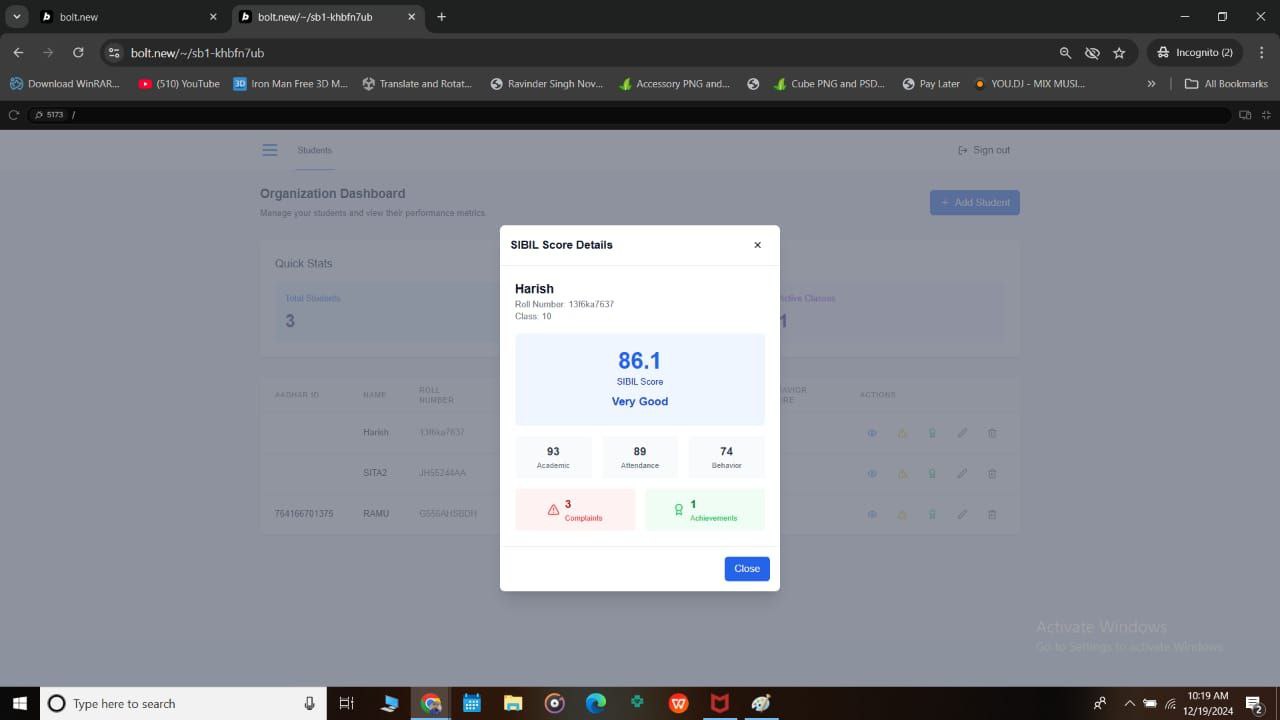 bolt.new
bolt.new/~/sb1-khbfn7ub
bolt.new/~/sb1-khbfn7ub
Incognito (2)
Download WinRAR...
(510) YouTube
Iron Man Free 3D M...
Translate and Rotat...
Ravinder Singh Nov...
Accessory PNG and...
Cube PNG and PSD...
Pay Later
YOU.DJ - MIX MUSI...
All Bookmarks
5173 /
Students
Sign out
Organization Dashboard
Manage your students and view their performance metrics.
+ Add Student
Quick Stats
Total Students
3
Active Classes
1
SIBIL Score Details
Harish
Roll Number: 13f6ka7637
Class: 10
86.1
SIBIL Score
Very Good
93
Academic
89
Attendance
74
Behavior
3
Complaints
1
Achievements
Close
AADHAR ID NAME ROLL NUMBER ACTIONS
Harish 13f6ka7637
SITA2 JH55244AA
764166701375 RAMU G556AHSBDH
Activate Windows
Go to Settings to activate Windows.
Type here to search
10:19 AM
12/19/2024
2